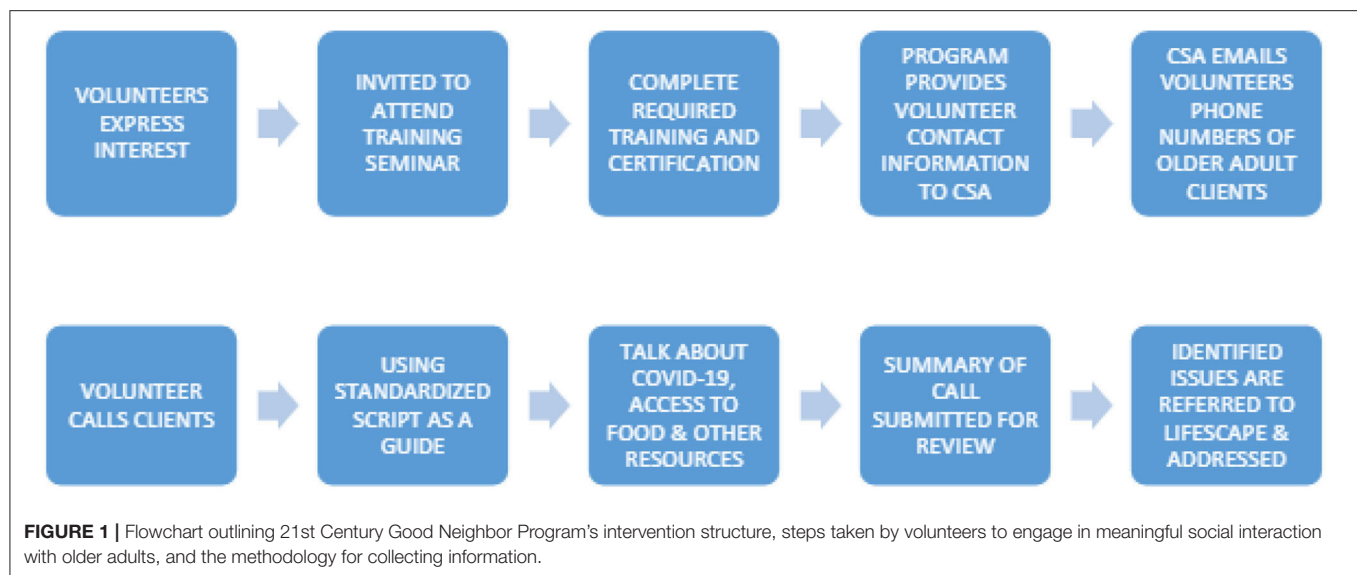 VOLUNTEERS
EXPRESS
INTEREST
INVITED TO
ATTEND
TRAINING
SEMINAR
COMPLETE
REQUIRED
TRAINING AND
CERTIFICATION
PROGRAM
PROVIDES
VOLUNTEER
CONTACT
INFORMATION
TO CSA
CSA EMAILS
VOLUNTEERS
PHONE
NUMBERS OF
OLDER ADULT
CLIENTS
VOLUNTEER
CALLS CLIENTS
USING
STANDARDIZED
SCRIPT AS A
GUIDE
TALK ABOUT
COVID-19,
ACCESS TO
FOOD & OTHER
RESOURCES
SUMMARY OF
CALL
SUBMITTED FOR
REVIEW
IDENTIFIED
ISSUES ARE
REFERRED TO
LIFESCAPE &
ADDRESSED
FIGURE 1 | Flowchart outlining 21st Century Good Neighbor Program's intervention structure, steps taken by volunteers to engage in meaningful social interaction
with older adults, and the methodology for collecting information.